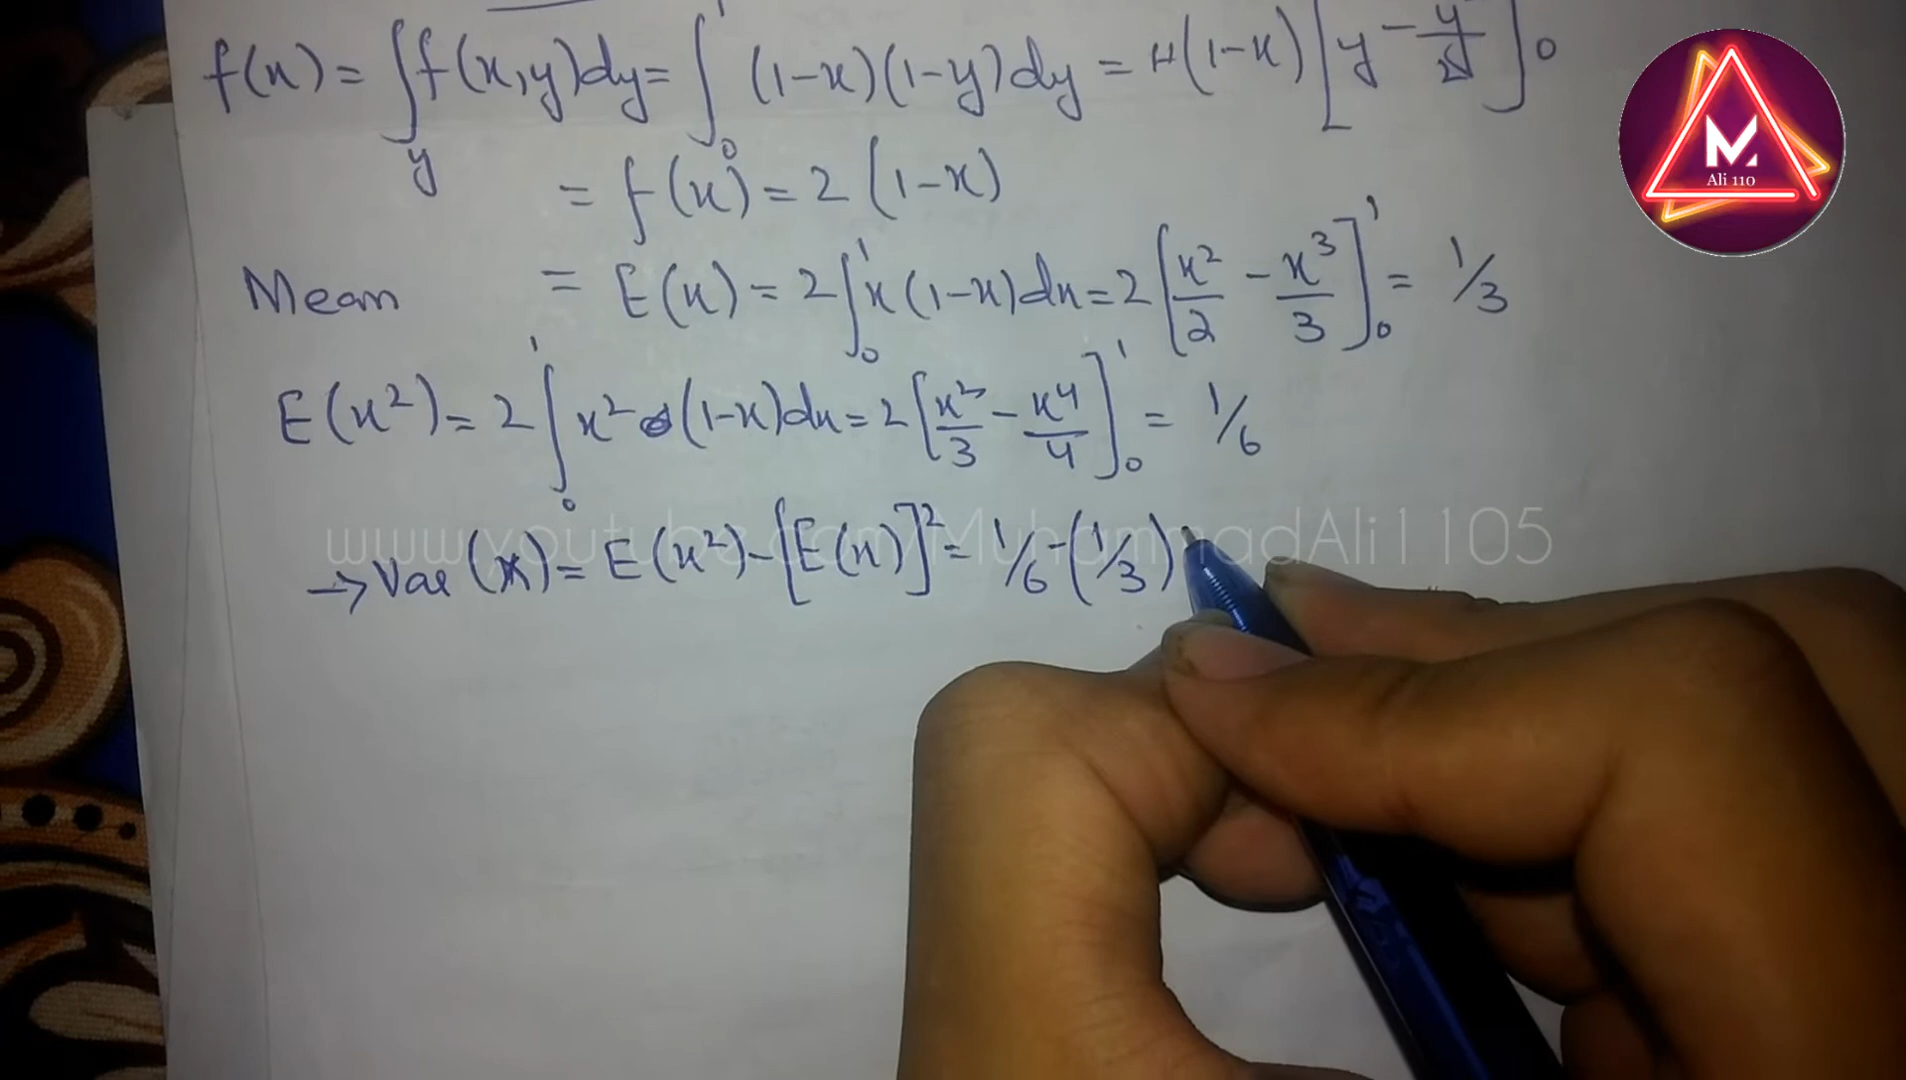 f(x) = ∫y f(x,y)dy = ∫₀¹ (1-x)(1-y)dy = 4(1-x)[y - y/2]₀
= f(x) = 2(1-x)
Mean = E(x) = 2∫₀¹ x(1-x)dx = 2[x²/2 - x³/3]₀¹ = 1/3
E(x²) = 2∫₀¹ x² (1-x)dx = 2[x³/3 - x⁴/4]₀¹ = 1/6
→ Var(x) = E(x²) - [E(x)]² = 1/6 - (1/3)
www.youtube.com/MuhammadAli1105
M.
Ali 110